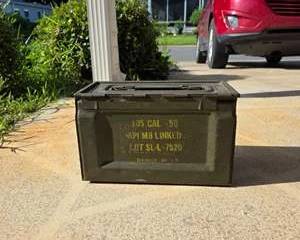 105 CAL .50
API M8 LINKED
LOT SL-L-7520